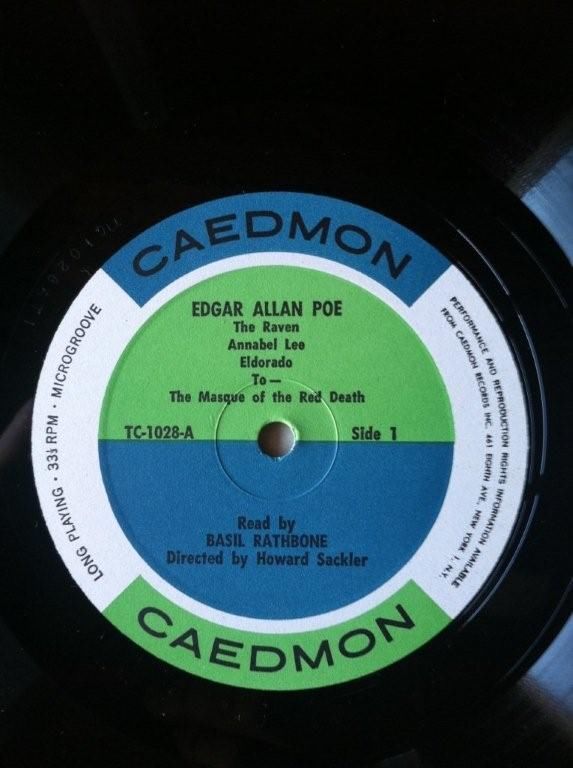 CAEDMON
EDGAR ALLAN POE
The Raven
Annabel Lee
Eldorado
To—
The Masque of the Red Death
TC-1028-A Side 1
Read by
BASIL RATHBONE
Directed by Howard Sackler
CAEDMON
LONG PLAYING · 33⅓ RPM · MICROGROOVE
PERFORMANCE AND REPRODUCTION RIGHTS INFORMATION AVAILABLE
FROM CAEDMON RECORDS INC. 461 EIGHTH AVE., NEW YORK 1, N.Y.